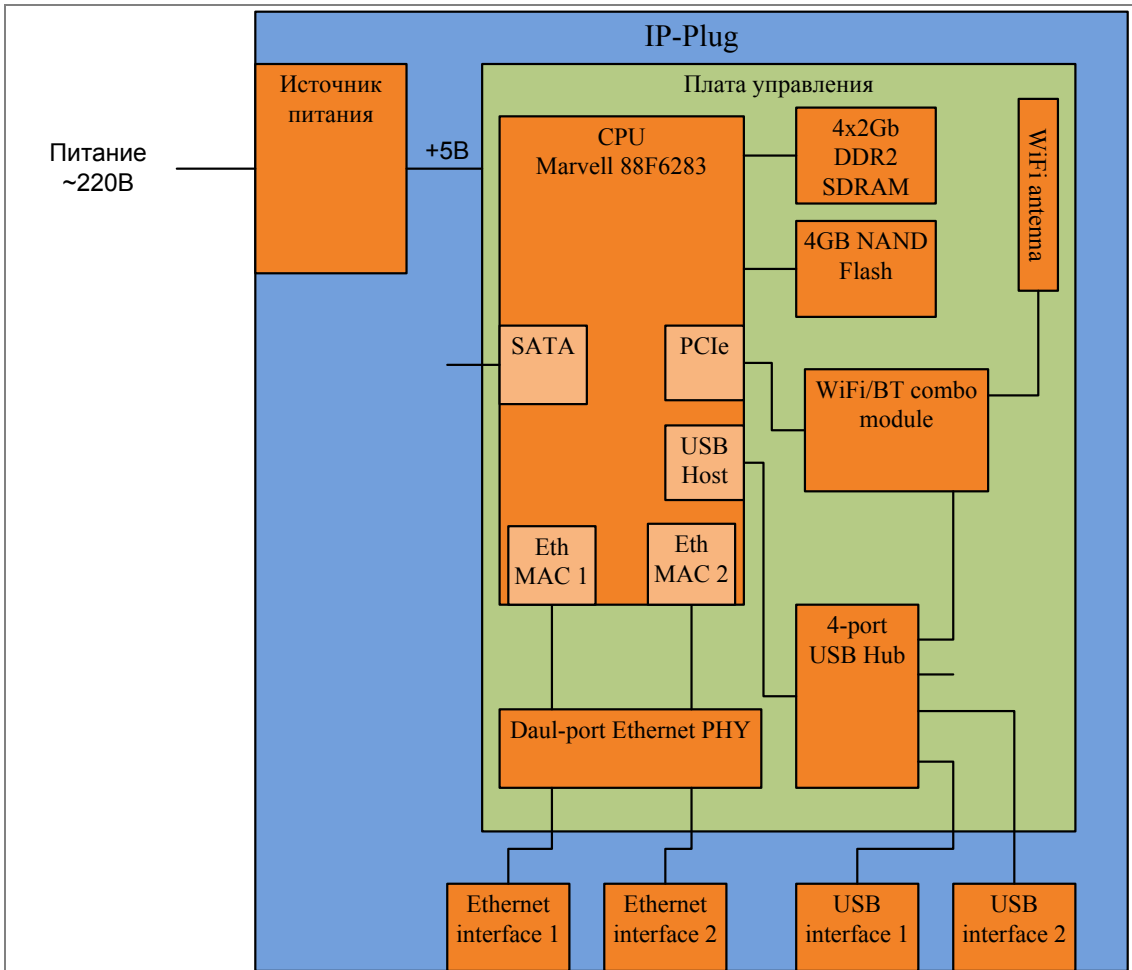 IP-Plug
Источник
питания
Плата управления
Питание
~220В
+5В
CPU
Marvell 88F6283
4x2Gb
DDR2
SDRAM
WiFi antenna
4GB NAND
Flash
SATA
PCIe
WiFi/BT combo
module
USB
Host
Eth
MAC 1
Eth
MAC 2
4-port
USB Hub
Daul-port Ethernet PHY
Ethernet
interface 1
Ethernet
interface 2
USB
interface 1
USB
interface 2